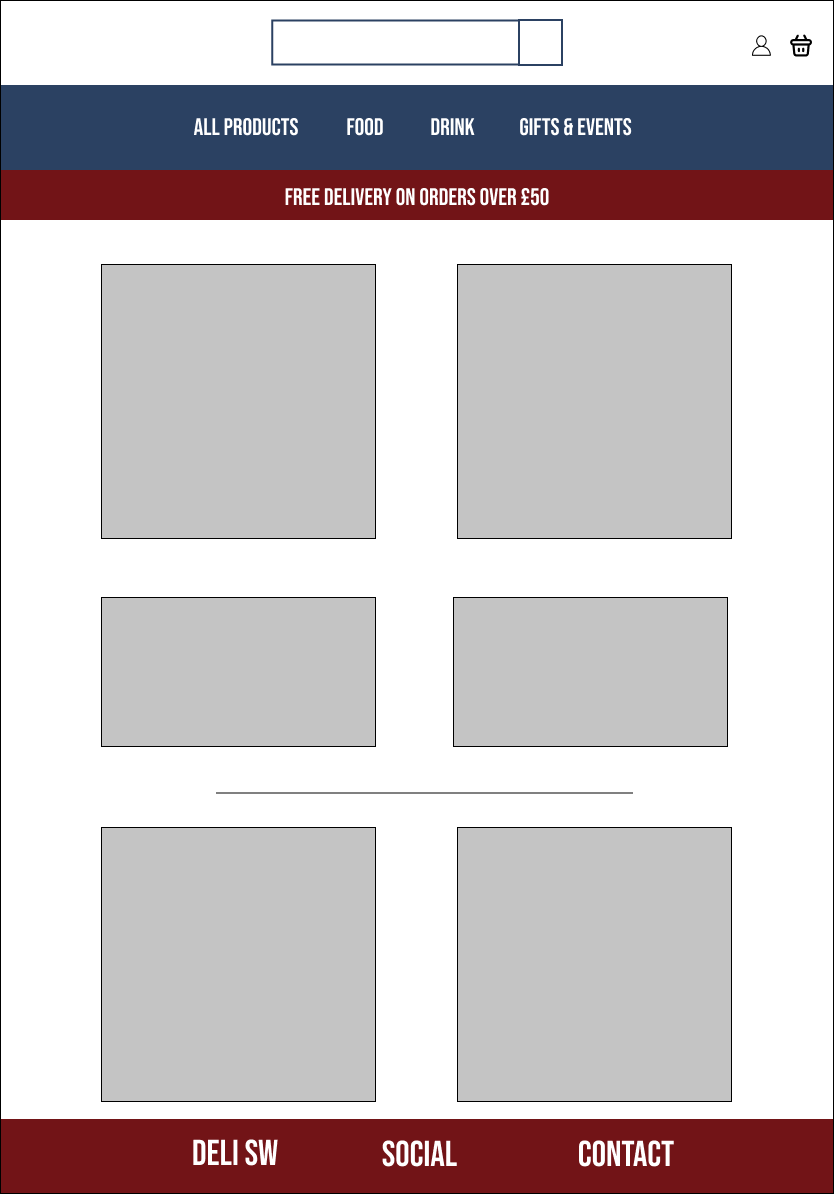 ALL PRODUCTS FOOD DRINK GIFTS & EVENTS
FREE DELIVERY ON ORDERS OVER £50
DELI SW SOCIAL CONTACT